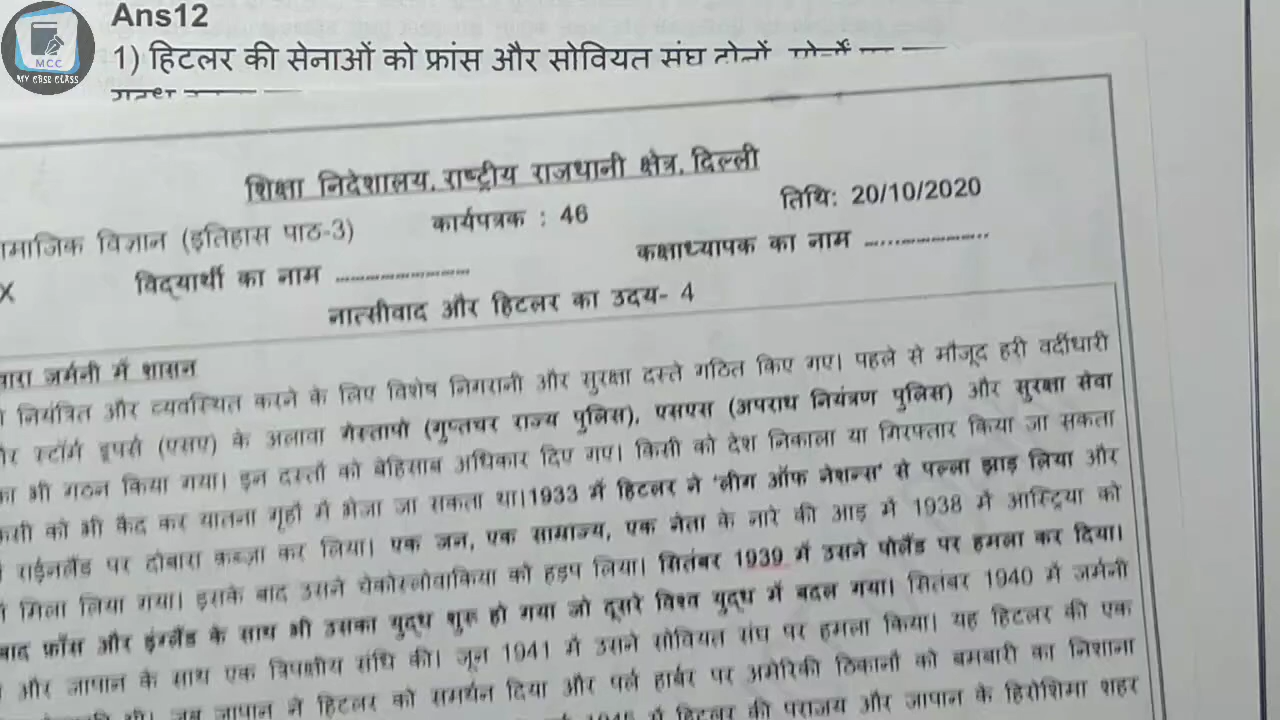 MCC
MY CBSE CLASS
Ans12
1) हिटलर की सेनाओं को फ्रांस और सोवियत संघ दोनों
शिक्षा निदेशालय, राष्ट्रीय राजधानी क्षेत्र, दिल्ली
तिथि: 20/10/2020
कार्यपत्रक : 46
ामाजिक विज्ञान (इतिहास पाठ-3)
कक्षाध्यापक का नाम ....................
विद्यार्थी का नाम ....................
X
नात्सीवाद और हिटलर का उदय- 4
वारा जर्मनी में शासन
नियंत्रित और व्यवस्थित करने के लिए विशेष निगरानी और सुरक्षा दस्ते गठित किए गए। पहले से मौजूद हरी वर्दीधारी
स्टॉर्म ट्रूपर्स (एसए) के अलावा गेस्तापो (गुप्तचर राज्य पुलिस), एसएस (अपराध नियंत्रण पुलिस) और सुरक्षा सेवा
का भी गठन किया गया। इन दस्तों को बेहिसाब अधिकार दिए गए। किसी को देश निकाला या गिरफ्तार किया जा सकता
किसी को भी कैद कर यातना गृहों में भेजा जा सकता था।1933 में हिटलर ने 'लीग ऑफ नेशन्स' से पल्ला झाड़ लिया और
राईनलैंड पर दोबारा कब्ज़ा कर लिया। एक जन, एक साम्राज्य, एक नेता के नारे की आड़ में 1938 में आस्ट्रिया को
मिला लिया गया। इसके बाद उसने चेकोस्लोवाकिया को हड़प लिया। सितंबर 1939 में उसने पोलैंड पर हमला कर दिया।
बाद फ्राँस और इंग्लैंड के साथ भी उसका युद्ध शुरू हो गया जो दूसरे विश्व युद्ध में बदल गया। सितंबर 1940 में जर्मनी
और जापान के साथ एक त्रिपक्षीय संधि की। जून 1941 में उसने सोवियत संघ पर हमला किया। यह हिटलर की एक
जब जापान ने हिटलर को समर्थन दिया और पर्ल हार्बर पर अमेरिकी ठिकानों को बमबारी का निशाना
में हिटलर की पराजय और जापान के हिरोशिमा शहर